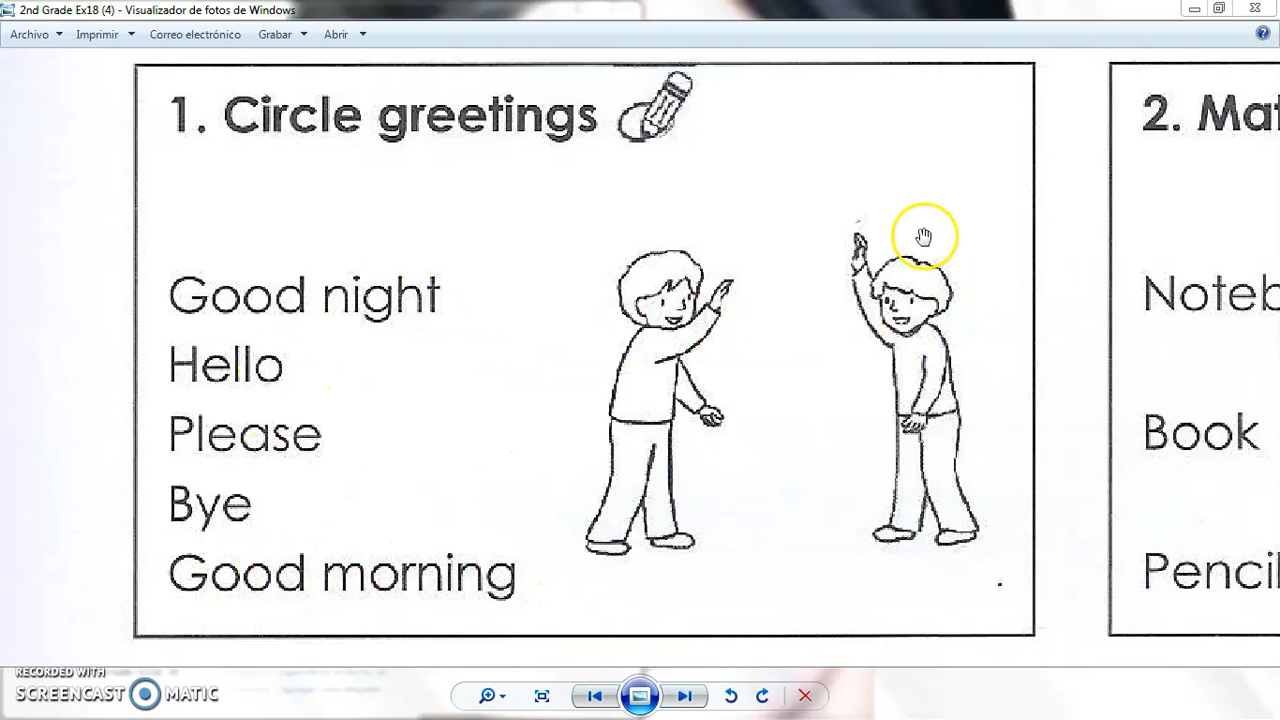 2nd Grade Ex18 (4) - Visualizador de fotos de Windows
Archivo Imprimir Correo electrónico Grabar Abrir
1. Circle greetings
Good night
Hello
Please
Bye
Good morning
2. Mat
Noteb
Book
Pencil
RECORDED WITH
SCREENCAST MATIC